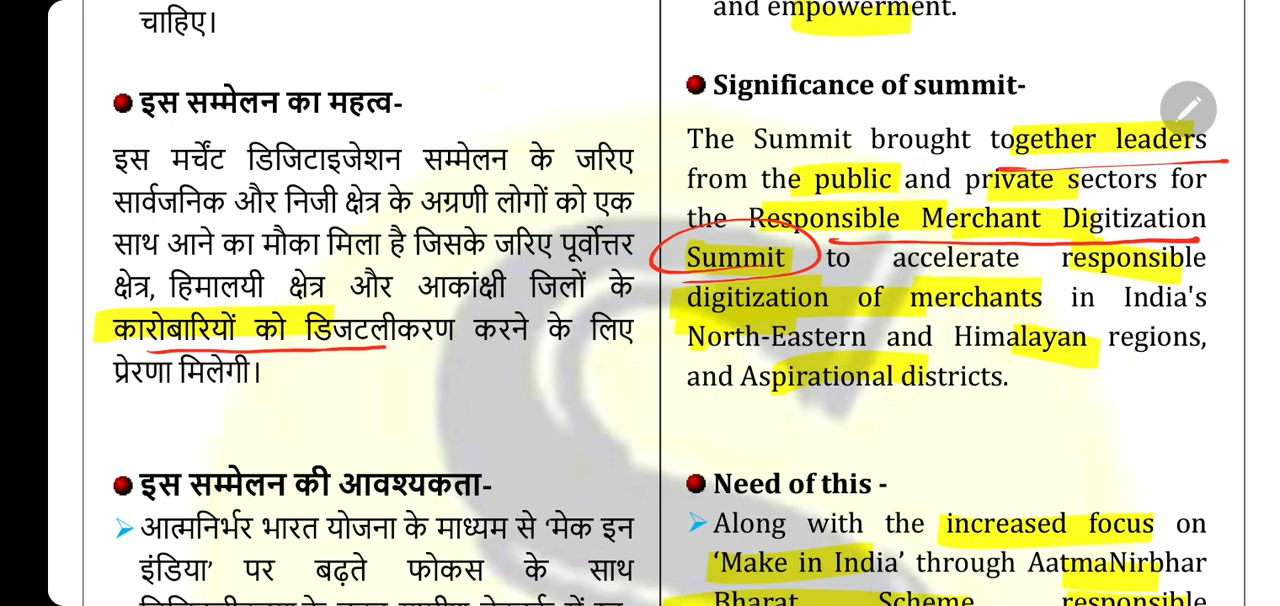 चाहिए।
इस सम्मेलन का महत्व-
इस मर्चेंट डिजिटाइजेशन सम्मेलन के जरिए
सार्वजनिक और निजी क्षेत्र के अग्रणी लोगों को एक
साथ आने का मौका मिला है जिसके जरिए पूर्वोत्तर
क्षेत्र, हिमालयी क्षेत्र और आकांक्षी जिलों के
कारोबारियों को डिजटलीकरण करने के लिए
प्रेरणा मिलेगी।
इस सम्मेलन की आवश्यकता-
आत्मनिर्भर भारत योजना के माध्यम से ‘मेक इन
इंडिया’ पर बढ़ते फोकस के साथ
and empowerment.
Significance of summit-
The Summit brought together leaders
from the public and private sectors for
the Responsible Merchant Digitization
Summit to accelerate responsible
digitization of merchants in India's
North-Eastern and Himalayan regions,
and Aspirational districts.
Need of this -
Along with the increased focus on
‘Make in India’ through AatmaNirbhar
Bharat Scheme responsible